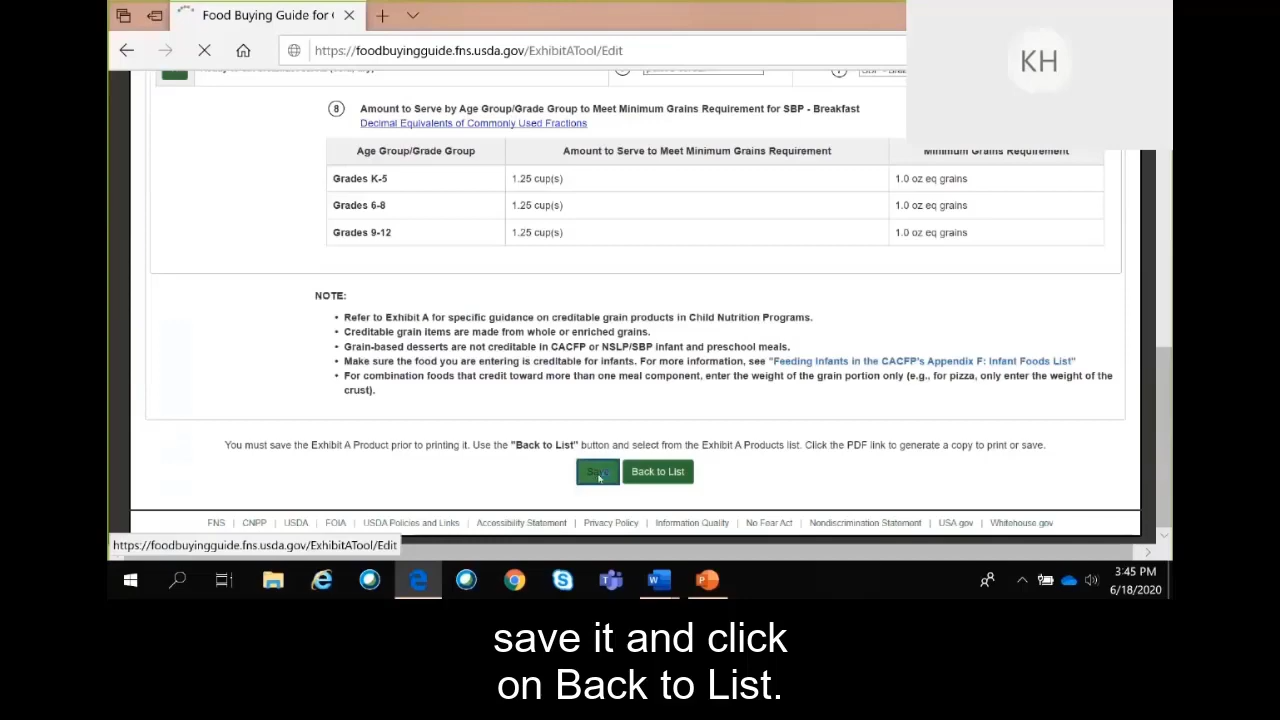 Food Buying Guide for
https://foodbuyingguide.fns.usda.gov/ExhibitATool/Edit
KH
8 Amount to Serve by Age Group/Grade Group to Meet Minimum Grains Requirement for SBP - Breakfast
Decimal Equivalents of Commonly Used Fractions
Age Group/Grade Group Amount to Serve to Meet Minimum Grains Requirement Minimum Grains Requirement
Grades K-5 1.25 cup(s) 1.0 oz eq grains
Grades 6-8 1.25 cup(s) 1.0 oz eq grains
Grades 9-12 1.25 cup(s) 1.0 oz eq grains
NOTE:
• Refer to Exhibit A for specific guidance on creditable grain products in Child Nutrition Programs.
• Creditable grain items are made from whole or enriched grains.
• Grain-based desserts are not creditable in CACFP or NSLP/SBP infant and preschool meals.
• Make sure the food you are entering is creditable for infants. For more information, see "Feeding Infants in the CACFP's Appendix F: Infant Foods List"
• For combination foods that credit toward more than one meal component, enter the weight of the grain portion only (e.g., for pizza, only enter the weight of the
crust).
You must save the Exhibit A Product prior to printing it. Use the "Back to List" button and select from the Exhibit A Products list. Click the PDF link to generate a copy to print or save.
Save Back to List
FNS | CNPP | USDA | FOIA | USDA Policies and Links | Accessibility Statement | Privacy Policy | Information Quality | No Fear Act | Nondiscrimination Statement | USA gov | Whitehouse gov
https://foodbuyingguide.fns.usda.gov/ExhibitATool/Edit
3:45 PM
6/18/2020
save it and click
on Back to List.